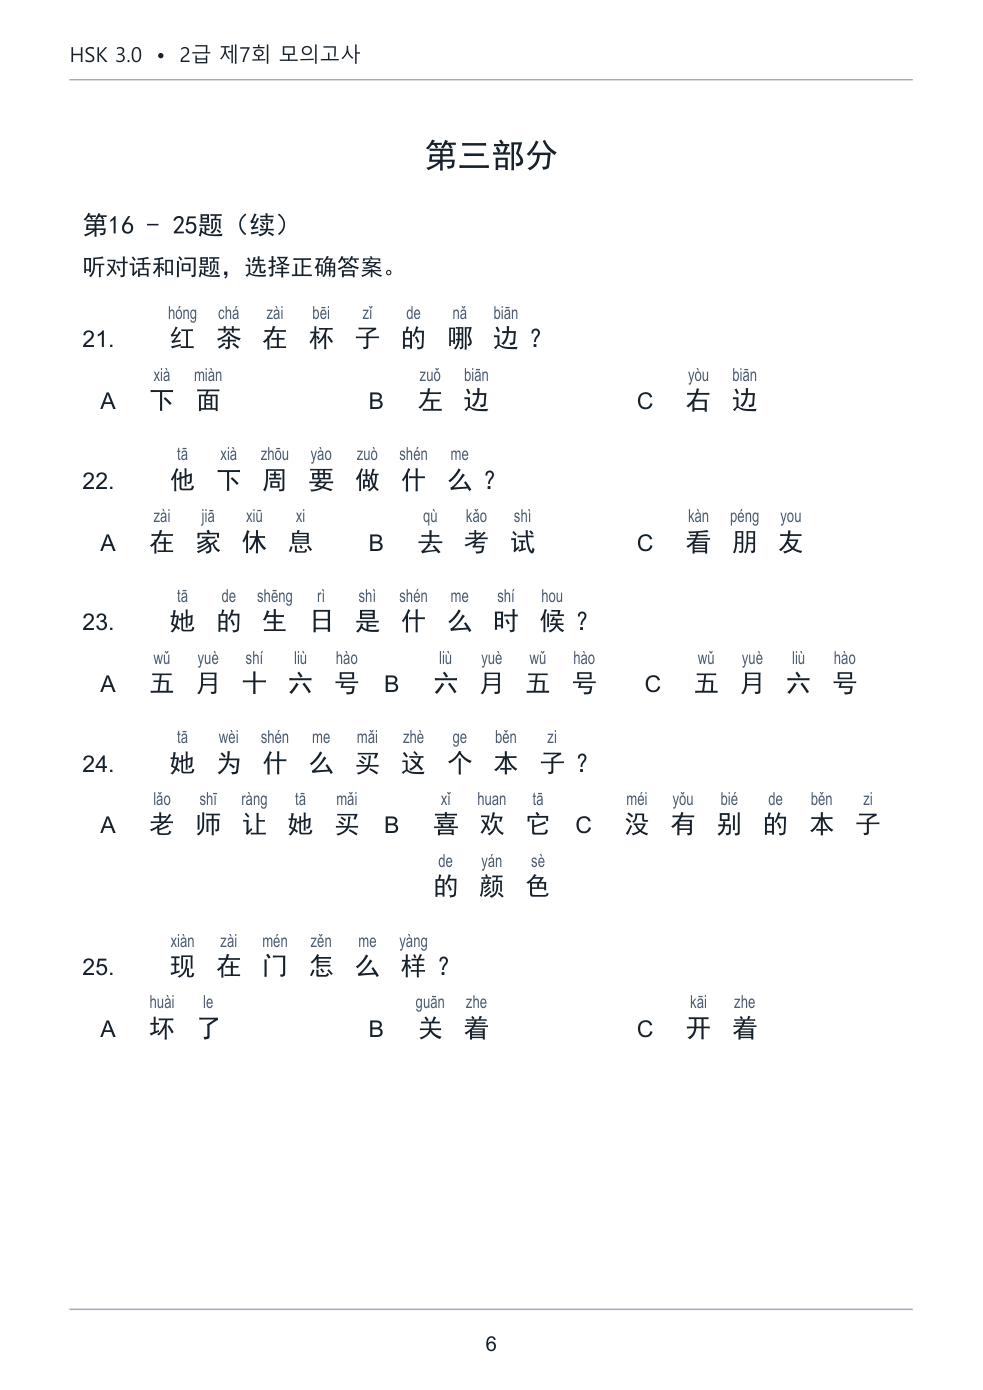 HSK 3.0 • 2급 제7회 모의고사
第三部分
第16 - 25题（续）
听对话和问题，选择正确答案。
hóng chá zài bēi zǐ de nǎ biān
21. 红茶在杯子的哪边？
xià miàn zuǒ biān yòu biān
A 下面 B 左边 C 右边
tā xià zhōu yào zuò shén me
22. 他下周要做什么？
zài jiā xiū xi qù kǎo shì kàn péng you
A 在家休息 B 去考试 C 看朋友
tā de shēng rì shì shén me shí hou
23. 她的生日是什么时候？
wǔ yuè shí liù hào liù yuè wǔ hào wǔ yuè liù hào
A 五月十六号 B 六月五号 C 五月六号
tā wèi shén me mǎi zhè ge běn zi
24. 她为什么买这个本子？
lǎo shī ràng tā mǎi xǐ huan tā méi yǒu bié de běn zi
A 老师让她买 B 喜欢它 C 没有别的本子
de yán sè
的颜色
xiàn zài mén zěn me yàng
25. 现在门怎么样？
huài le guān zhe kāi zhe
A 坏了 B 关着 C 开着
6